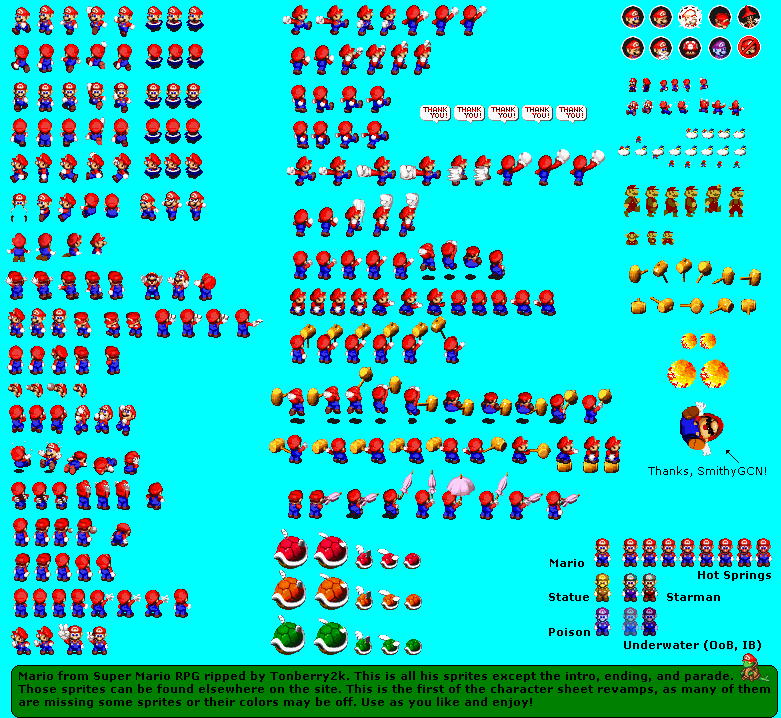 THANK YOU! THANK YOU! THANK YOU! THANK YOU! THANK YOU!
Thanks, SmithyGCN!
Mario
Hot Springs
Statue
Starman
Poison
Underwater (OoB, IB)
Mario from Super Mario RPG ripped by Tonberry2k. This is all his sprites except the intro, ending, and parade.
Those sprites can be found elsewhere on the site. This is the first of the character sheet revamps, as many of them
are missing some sprites or their colors may be off. Use as you like and enjoy!